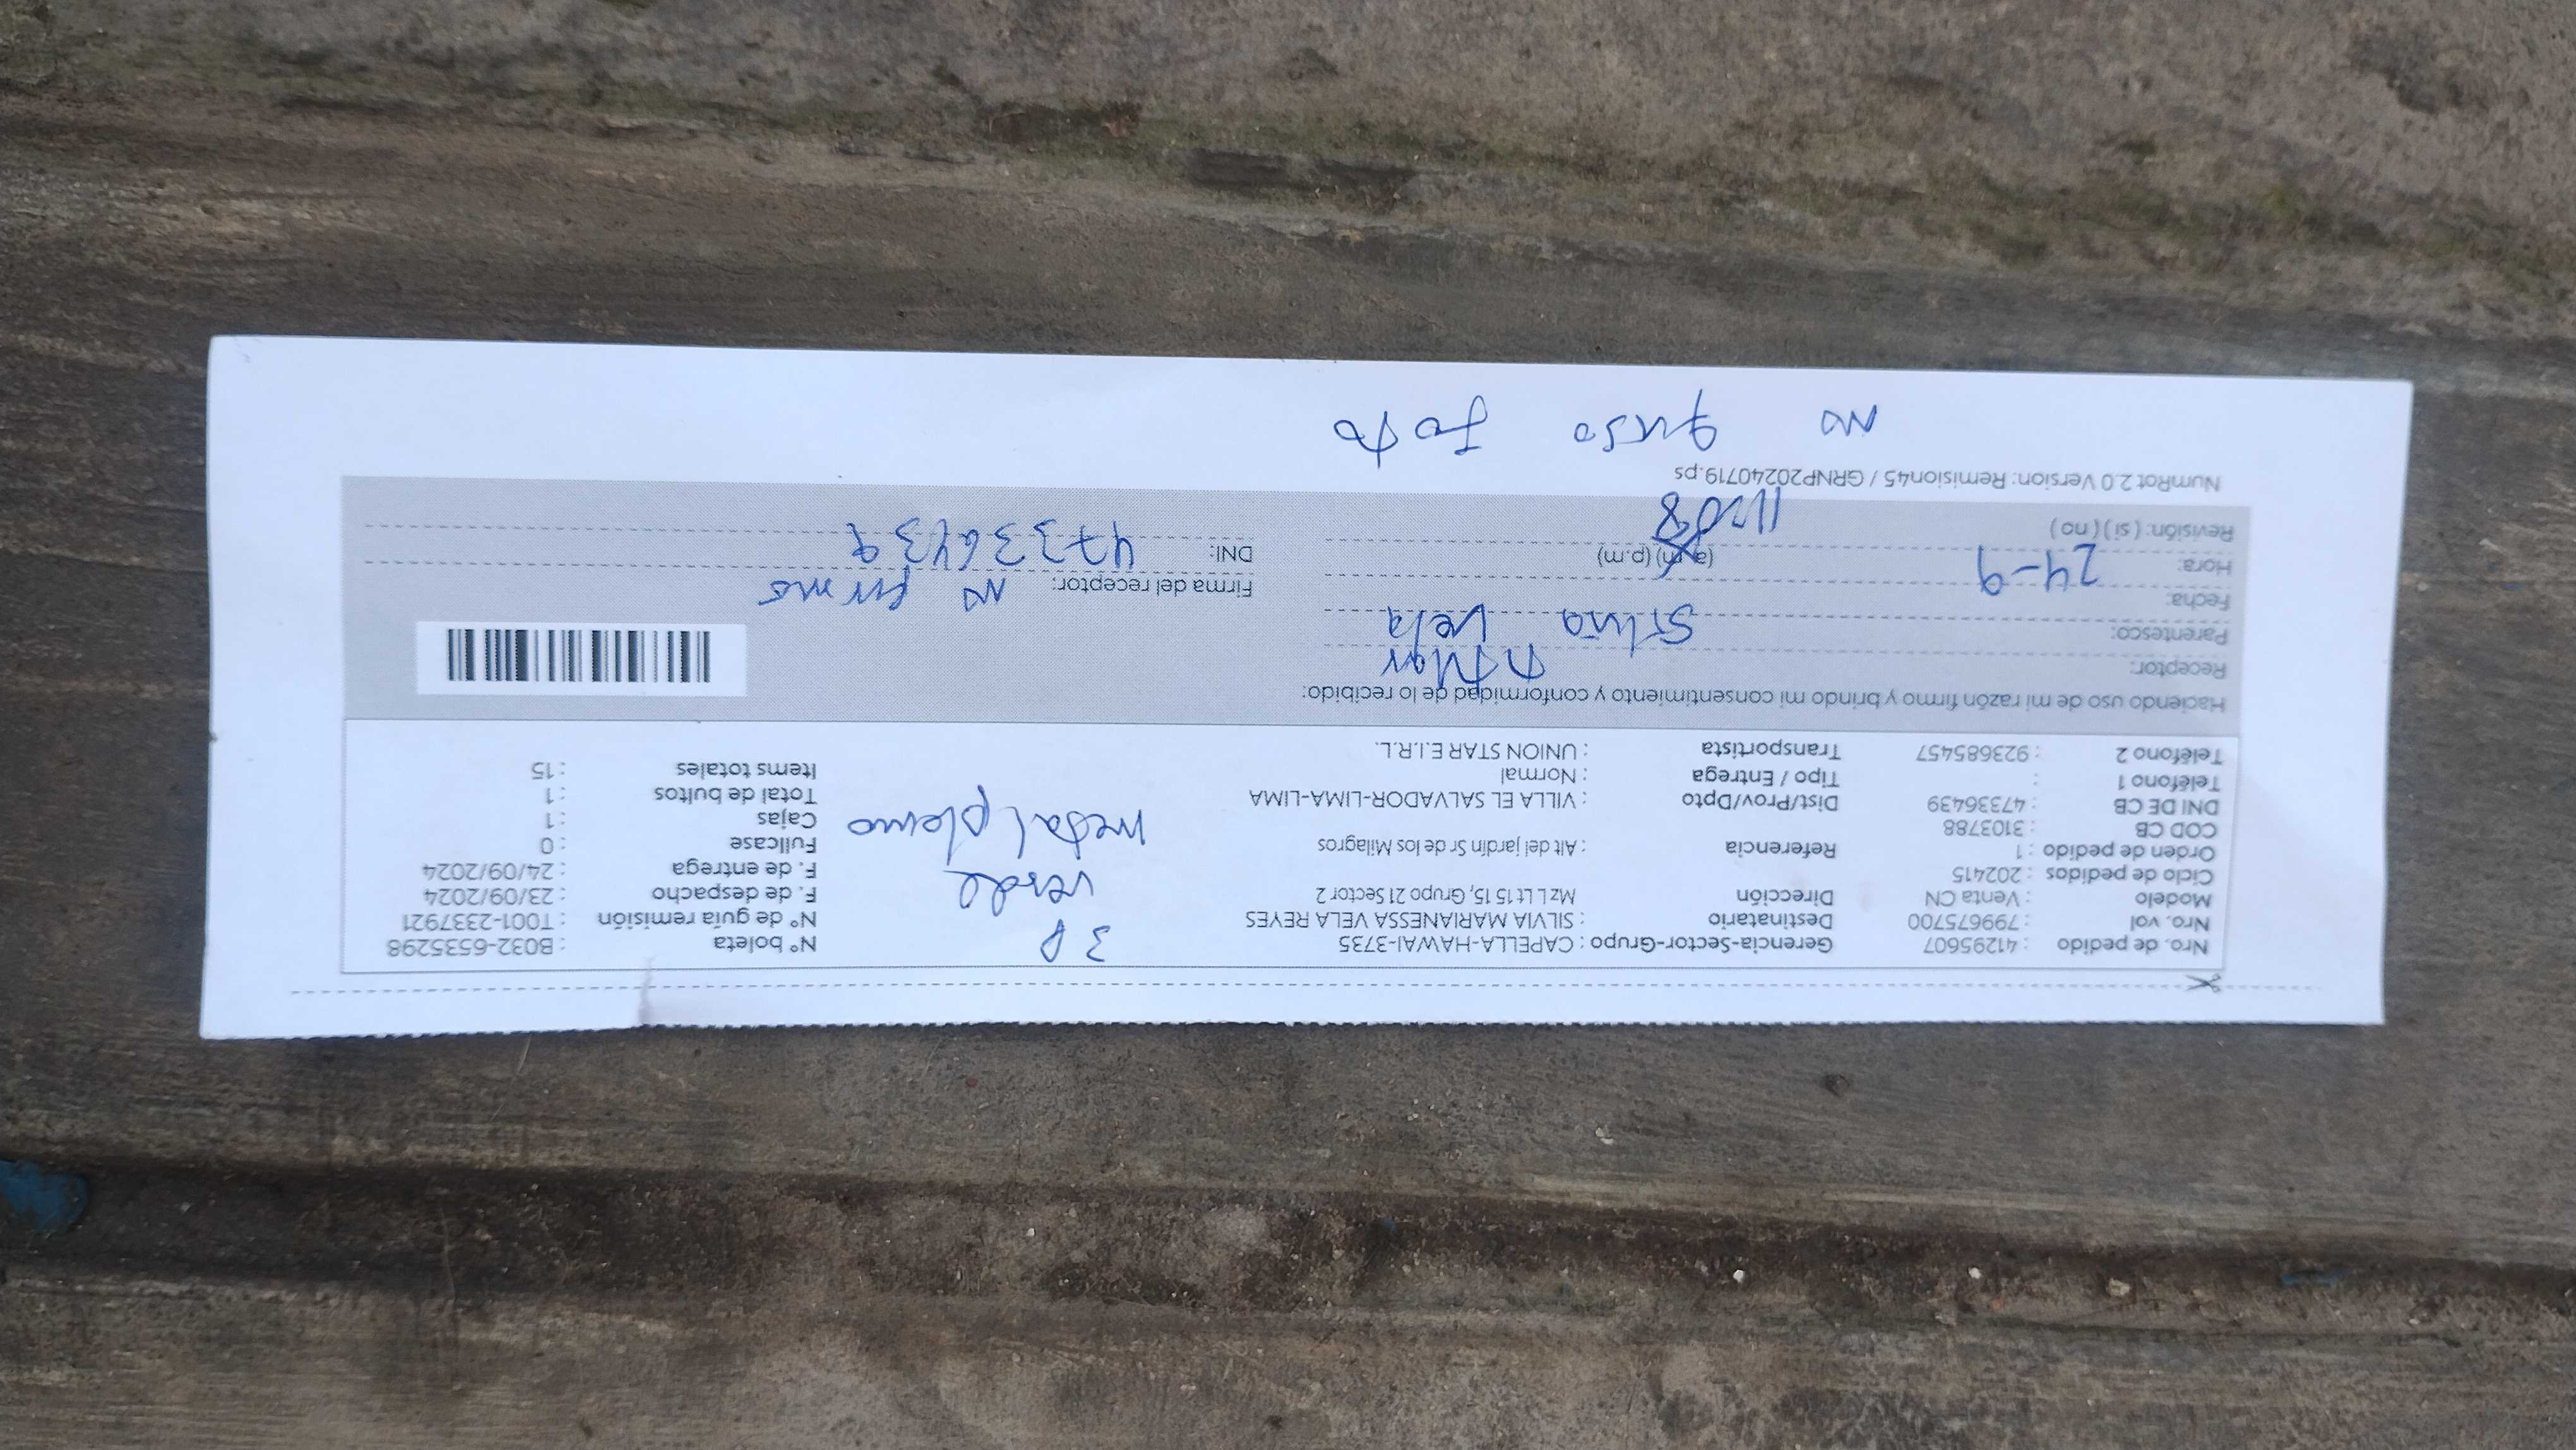 Nro. de pedido : 41295607 Gerencia-Sector-Grupo : CAPELLA-HAWAI-3735 3 P N° boleta : B032-6535298
Nro. vol : 799675700 Destinatario : SILVIA MARIANESSA VELA REYES N° de guía remisión : T001-2337921
Modelo : Venta CN Dirección Mz L Lt 15 15, Grupo 21 Sector 2 verde F. de despacho : 23/09/2024
Ciclo de pedidos : 202415 F. de entrega : 24/09/2024
Orden de pedido : 1 Referencia : Alt del jardin Sr de los Milagros Fullcase : 0
COD CB : 3103788 metal plomo Cajas : 1
DNI DE CB : 47336439 Dist/Prov/Dpto : VILLA EL SALVADOR-LIMA-LIMA Total de bultos : 1
Teléfono 1 : Tipo / Entrega : Normal Items totales : 15
Teléfono 2 : 923685457 Transportista : UNION STAR E.I.R.L.
Haciendo uso de mi razón firmo y brindo mi consentimiento y conformidad de lo recibido:
Receptor:
Parentesco: Silvia Vela
Fecha: 24-9 Firma del receptor: no firmo
Hora: (a.m) (p.m) DNI: 47336439
Revisión: ( si ) ( no ) 11:08
NumRot 2.0 Version: Remision45 / GRNP20240719.ps
no quiso foto